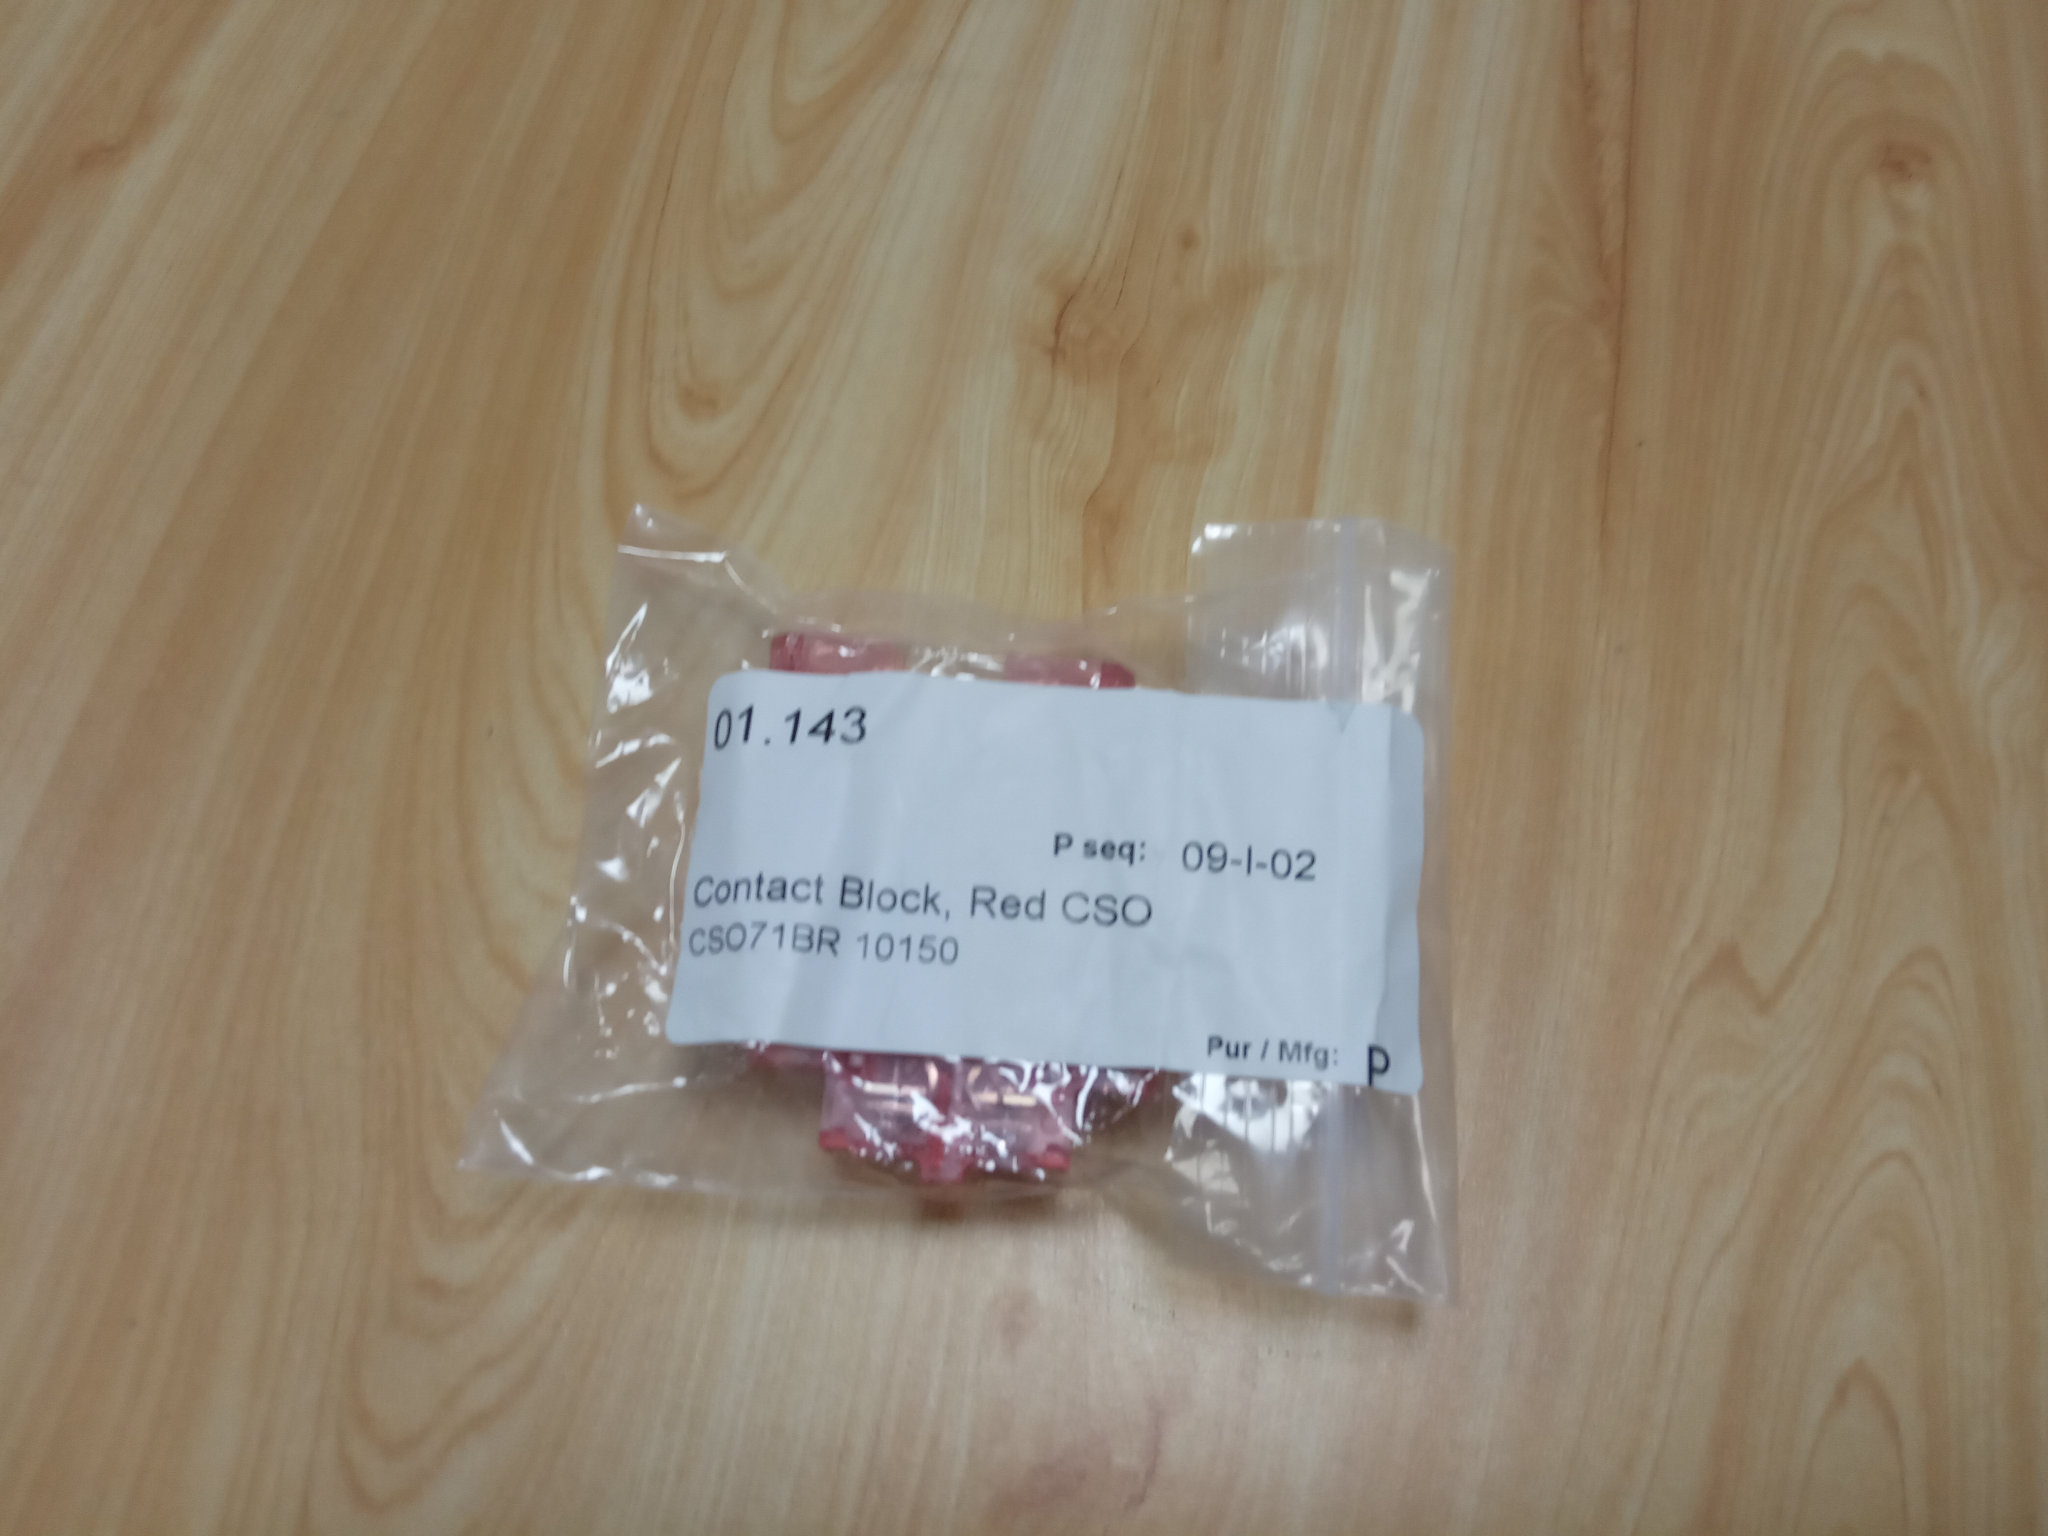 01.143
P seq: 09-I-02
Contact Block, Red CSO
CSO71BR 10150
Pur / Mfg: P